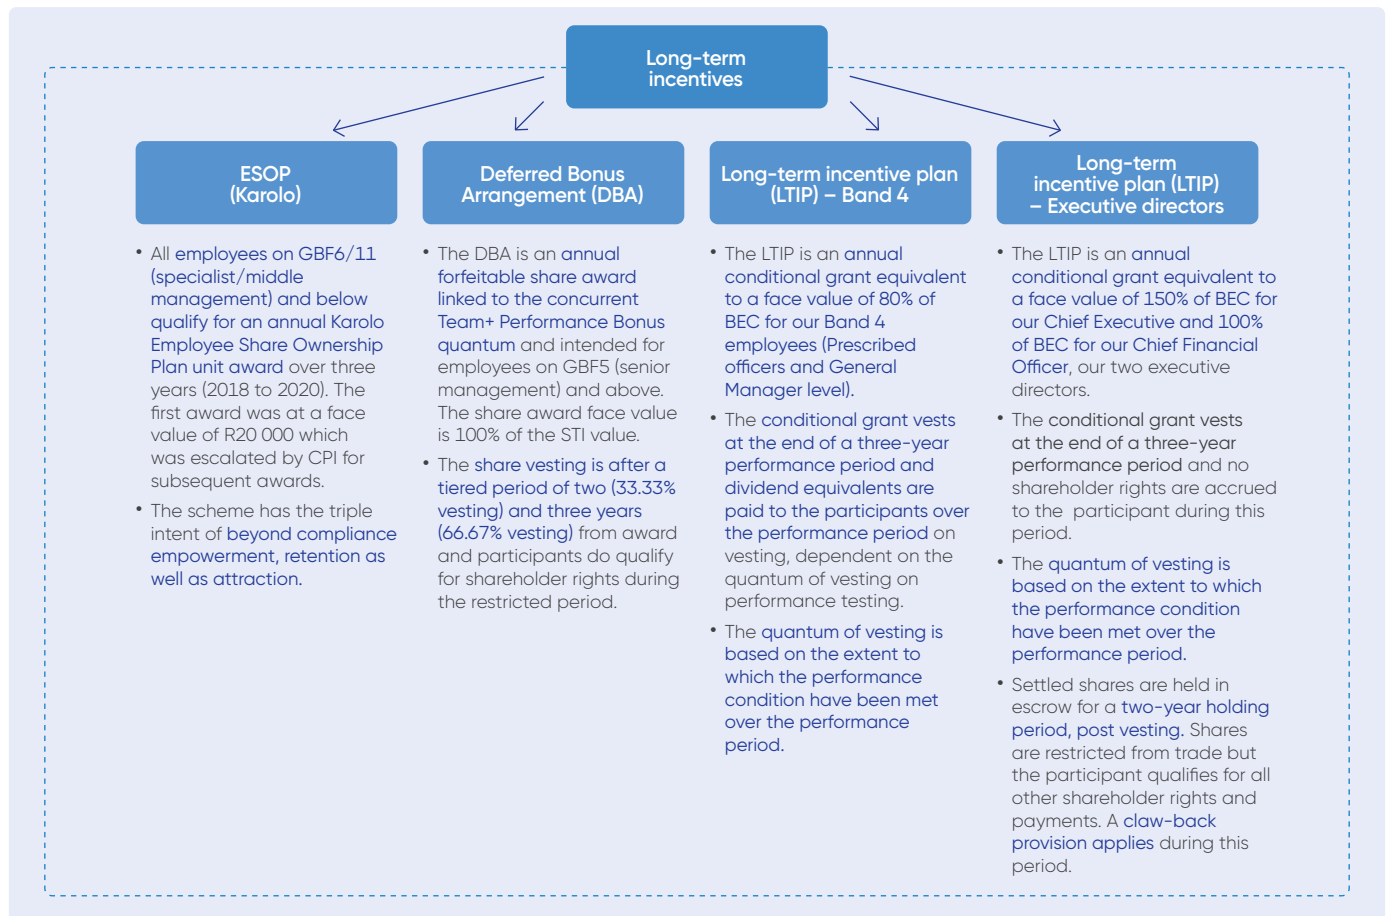 Long-term
incentives
ESOP
(Karolo)
• All employees on GBF6/11
(specialist/middle
management) and below
qualify for an annual Karolo
Employee Share Ownership
Plan unit award over three
years (2018 to 2020). The
first award was at a face
value of R20 000 which
was escalated by CPI for
subsequent awards.
• The scheme has the triple
intent of beyond compliance
empowerment, retention as
well as attraction.
Deferred Bonus
Arrangement (DBA)
• The DBA is an annual
forfeitable share award
linked to the concurrent
Team+ Performance Bonus
quantum and intended for
employees on GBF5 (senior
management) and above.
The share award face value
is 100% of the STI value.
• The share vesting is after a
tiered period of two (33.33%
vesting) and three years
(66.67% vesting) from award
and participants do qualify
for shareholder rights during
the restricted period.
Long-term incentive plan
(LTIP) – Band 4
• The LTIP is an annual
conditional grant equivalent
to a face value of 80% of
BEC for our Band 4
employees (Prescribed
officers and General
Manager level).
• The conditional grant vests
at the end of a three-year
performance period and
dividend equivalents are
paid to the participants over
the performance period on
vesting, dependent on the
quantum of vesting on
performance testing.
• The quantum of vesting is
based on the extent to
which the performance
condition have been met
over the performance
period.
Long-term
incentive plan (LTIP)
– Executive directors
• The LTIP is an annual
conditional grant equivalent to
a face value of 150% of BEC for
our Chief Executive and 100%
of BEC for our Chief Financial
Officer, our two executive
directors.
• The conditional grant vests
at the end of a three-year
performance period and no
shareholder rights are accrued
to the participant during this
period.
• The quantum of vesting is
based on the extent to which
the performance condition
have been met over the
performance period.
• Settled shares are held in
escrow for a two-year holding
period, post vesting. Shares
are restricted from trade but
the participant qualifies for all
other shareholder rights and
payments. A claw-back
provision applies during this
period.